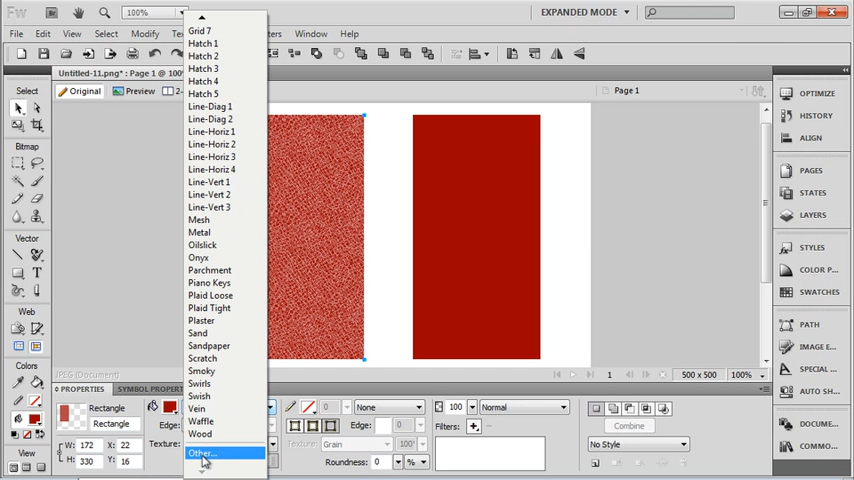 Fw
100%
EXPANDED MODE
File Edit View Select Modify
Window Help
Untitled-11.png* : Page 1 @ 100%
Original Preview
Page 1
Select
Bitmap
Vector
Web
Colors
View
Grid 7
Hatch 1
Hatch 2
Hatch 3
Hatch 4
Hatch 5
Line-Diag 1
Line-Diag 2
Line-Horiz 1
Line-Horiz 2
Line-Horiz 3
Line-Horiz 4
Line-Vert 1
Line-Vert 2
Line-Vert 3
Mesh
Metal
Oilslick
Onyx
Parchment
Piano Keys
Plaid Loose
Plaid Tight
Plaster
Sand
Sandpaper
Scratch
Smoky
Swirls
Swish
Vein
Waffle
Wood
Other...
OPTIMIZE
HISTORY
ALIGN
PAGES
STATES
LAYERS
STYLES
COLOR P...
SWATCHES
PATH
IMAGE E...
SPECIAL ...
AUTO SH...
DOCUME...
COMMO...
JPEG (Document)
1 500 x 500 100%
PROPERTIES SYMBOL PROPERT
Rectangle
Rectangle
W: 172 X: 22
H: 330 Y: 16
Edge:
Texture:
0 None
Edge: 0
Texture: Grain 100%
Roundness: 0 %
100 Normal
Filters:
Combine
No Style